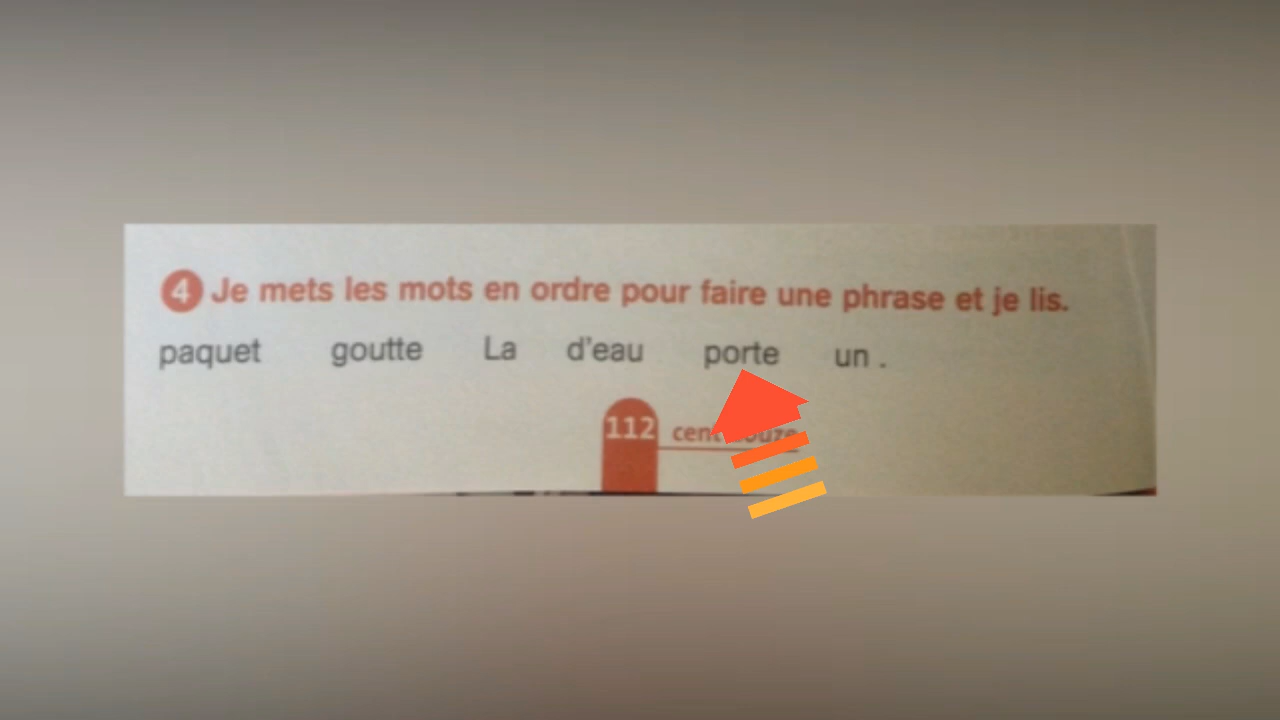 4 Je mets les mots en ordre pour faire une phrase et je lis.
paquet goutte La d'eau porte un .
112